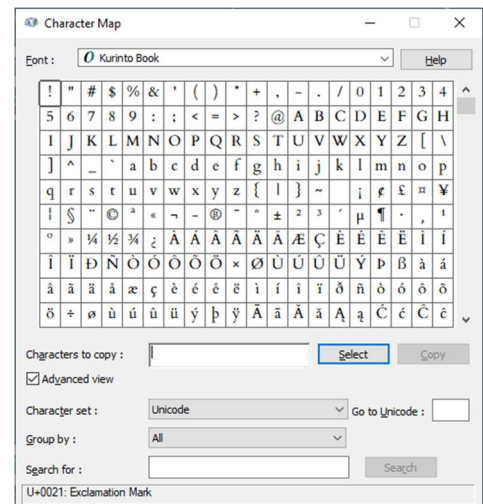 Character Map
Font :
O Kurinto Book
Help
! " # $ % & ' ( ) * + , - . / 0 1 2 3 4
5 6 7 8 9 : ; < = > ? @ A B C D E F G H
I J K L M N O P Q R S T U V W X Y Z [ \
] ^ _ ` a b c d e f g h i j k l m n o p
q r s t u v w x y z { | } ~ ¡ ¢ £ ¤ ¥
¦ § ¨ © ª « ¬ - ® ¯ ° ± ² ³ ´ µ ¶ · ¸ ¹
º » ¼ ½ ¾ ¿ À Á Â Ã Ä Å Æ Ç È É Ê Ë Ì Í
Î Ï Ð Ñ Ò Ó Ô Õ Ö × Ø Ù Ú Û Ü Ý Þ ß à á
â ã ä å æ ç è é ê ë ì í î ï ð ñ ò ó ô õ
ö ÷ ø ù ú û ü ý þ ÿ Ā ā Ă ă Ą ą Ć ć Ĉ ĉ
Characters to copy :
Select
Copy
Advanced view
Character set :
Unicode
Go to Unicode :
Group by :
All
Search for :
Search
U+0021: Exclamation Mark